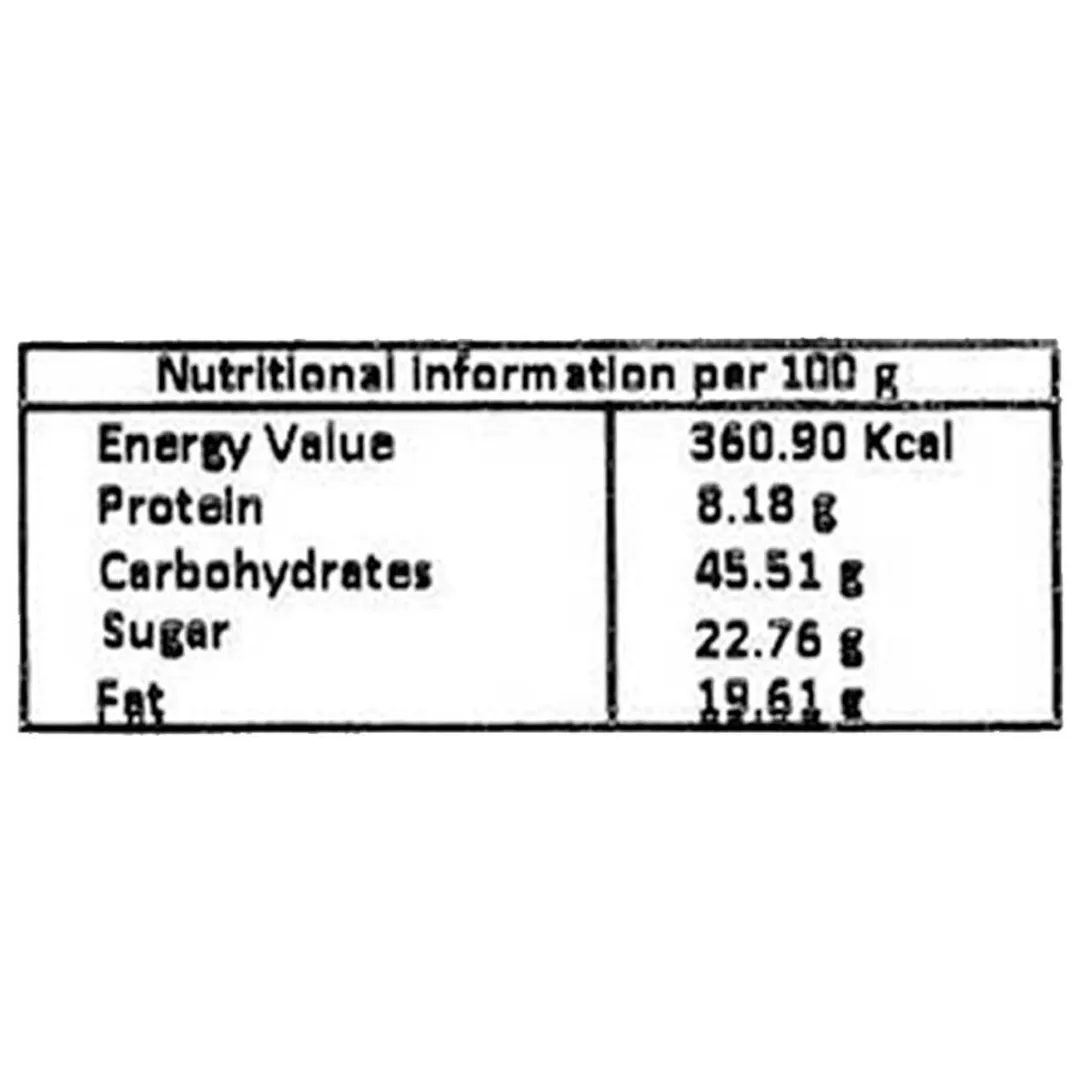 Nutritional information per 100 g
Energy Value 360.90 Kcal
Protein 8.18 g
Carbohydrates 45.51 g
Sugar 22.76 g
Fat 19.61 g